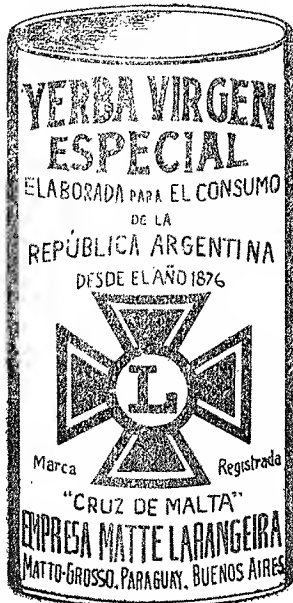 YERBA VIRGEN
ESPECIAL
ELABORADA PARA EL CONSUMO
DE LA
REPÚBLICA ARGENTINA
DESDE EL AÑO 1876
L
Marca Registrada
"CRUZ DE MALTA"
EMPRESA MATTE LARANGEIRA
MATTO-GROSSO, PARAGUAY, BUENOS AIRES